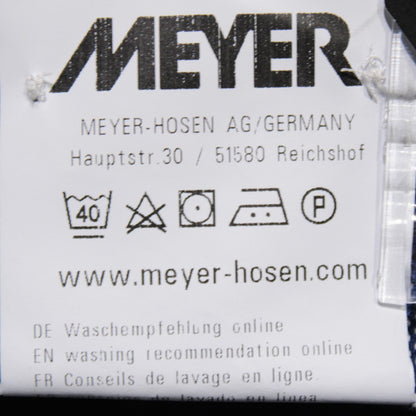 MEYER
MEYER-HOSEN AG/GERMANY
Hauptstr.30 / 51580 Reichshof
40 P
www.meyer-hosen.com
DE Waschempfehlung online
EN washing recommendation online
FR Conseils de lavage en ligne